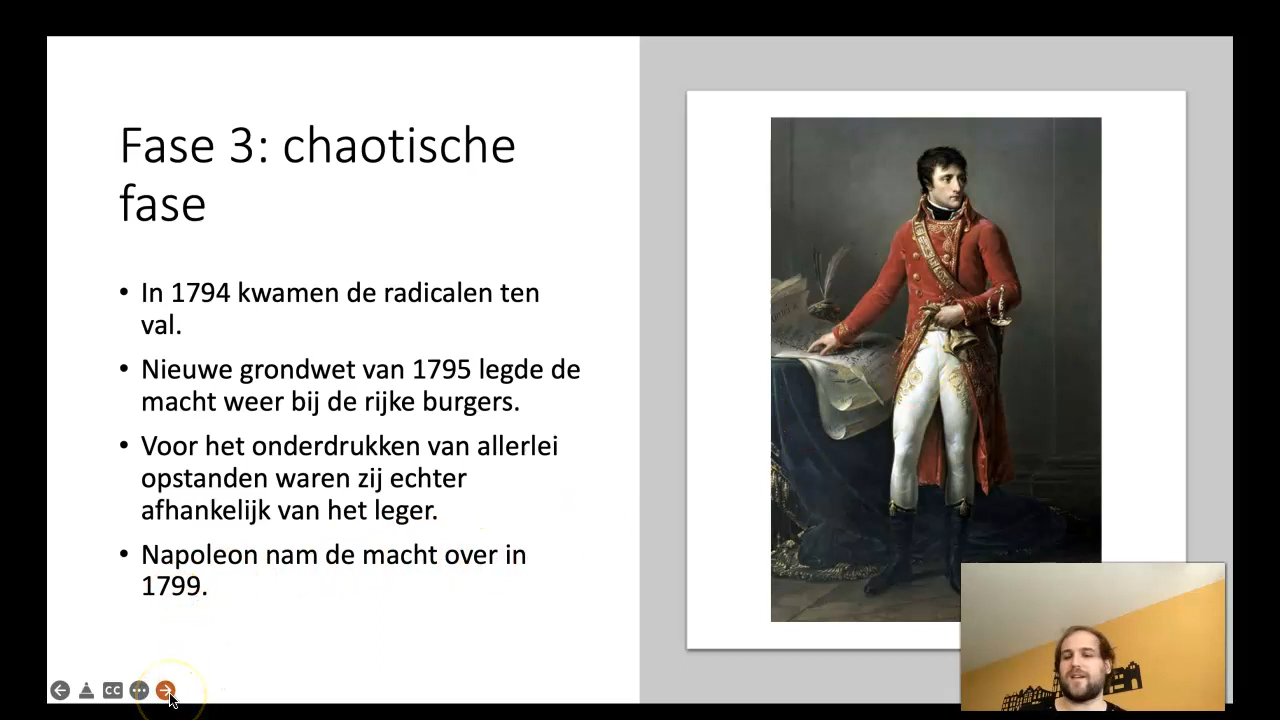 Fase 3: chaotische
fase
• In 1794 kwamen de radicalen ten
val.
• Nieuwe grondwet van 1795 legde de
macht weer bij de rijke burgers.
• Voor het onderdrukken van allerlei
opstanden waren zij echter
afhankelijk van het leger.
• Napoleon nam de macht over in
1799.
CC